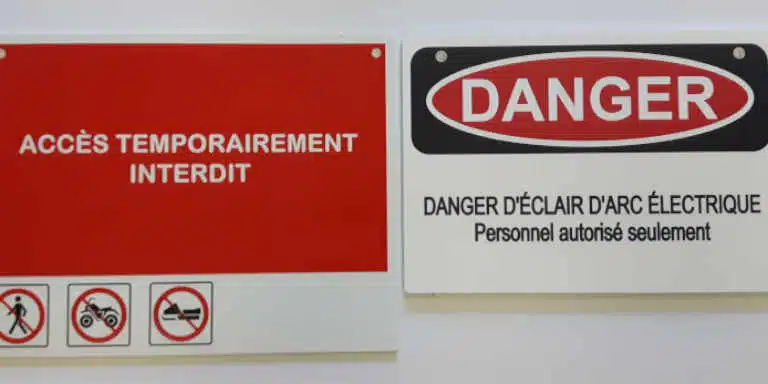 ACCÈS TEMPORAIREMENT
INTERDIT
DANGER
DANGER D'ÉCLAIR D'ARC ÉLECTRIQUE
Personnel autorisé seulement